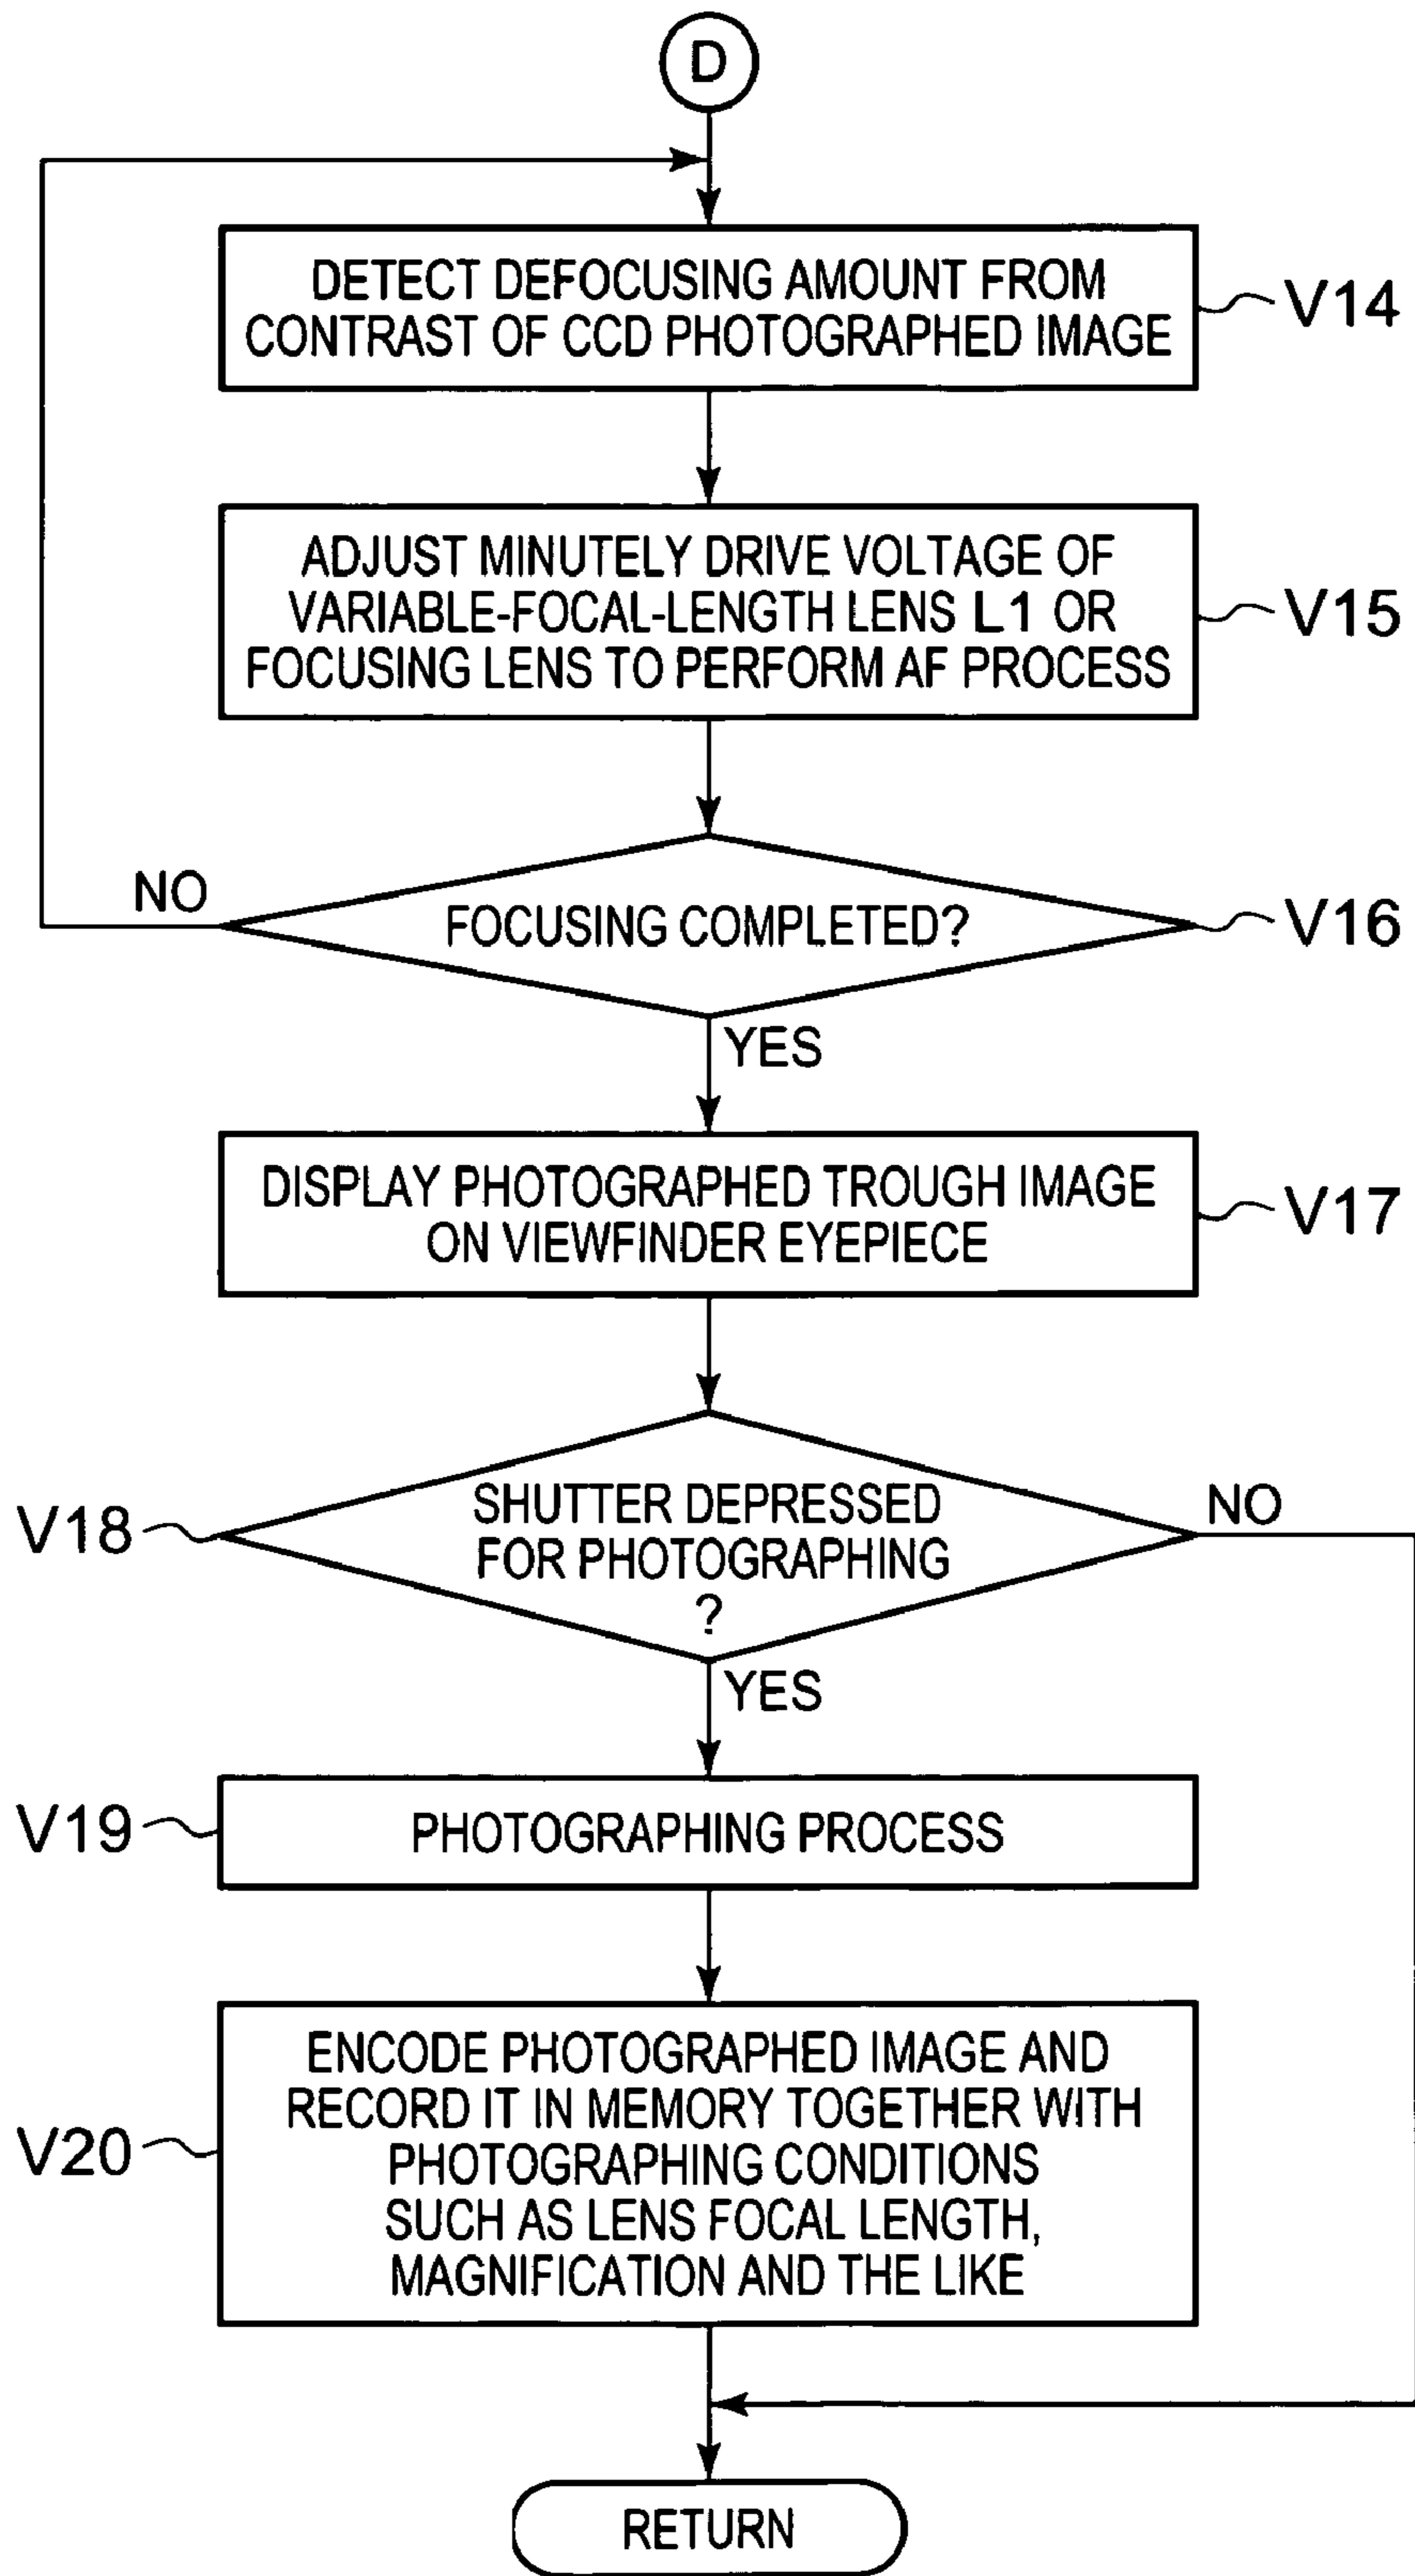 D
DETECT DEFOCUSING AMOUNT FROM
CONTRAST OF CCD PHOTOGRAPHED IMAGE
V14
ADJUST MINUTELY DRIVE VOLTAGE OF
VARIABLE-FOCAL-LENGTH LENS L1 OR
FOCUSING LENS TO PERFORM AF PROCESS
V15
NO
FOCUSING COMPLETED?
V16
YES
DISPLAY PHOTOGRAPHED TROUGH IMAGE
ON VIEWFINDER EYEPIECE
V17
V18
SHUTTER DEPRESSED
FOR PHOTOGRAPHING
?
NO
YES
V19
PHOTOGRAPHING PROCESS
V20
ENCODE PHOTOGRAPHED IMAGE AND
RECORD IT IN MEMORY TOGETHER WITH
PHOTOGRAPHING CONDITIONS
SUCH AS LENS FOCAL LENGTH,
MAGNIFICATION AND THE LIKE
RETURN